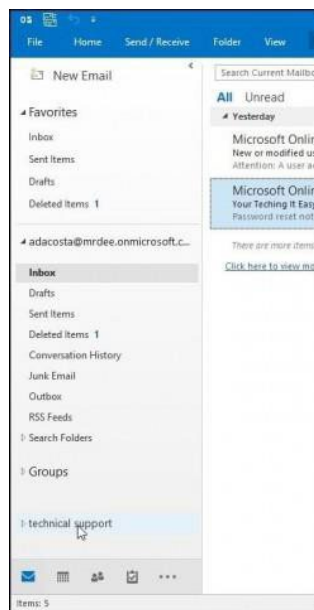 File Home Send / Receive Folder View
New Email
Search Current Mailbo
All Unread
Favorites
Yesterday
Inbox
Sent Items
Drafts
Deleted Items 1
Microsoft Onlin
New or modified us
Attention: A user ac
Microsoft Onlin
Your Teching It Easy
Password reset not
adacosta@mrdee.onmicrosoft.c...
There are more items
Click here to view mo
Inbox
Drafts
Sent Items
Deleted Items 1
Conversation History
Junk Email
Outbox
RSS Feeds
Search Folders
Groups
technical support
Items: 5